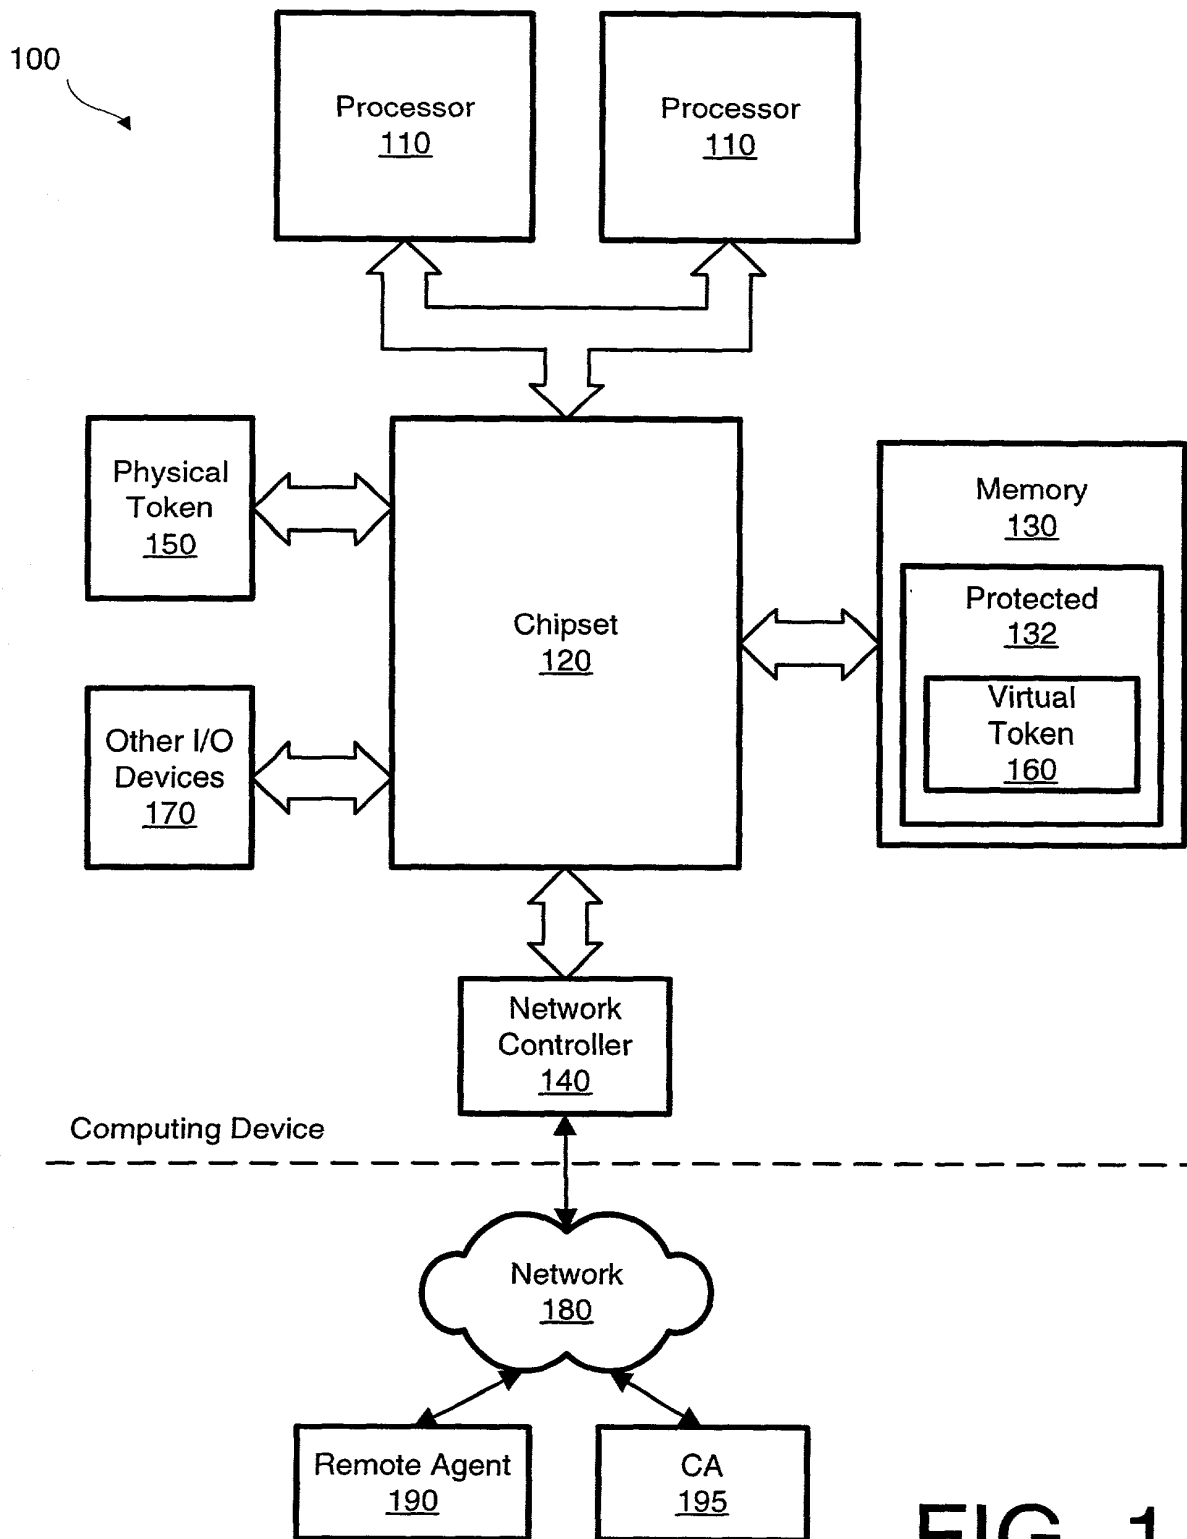 100
Processor
110
Processor
110
Physical
Token
150
Chipset
120
Memory
130
Protected
132
Virtual
Token
160
Other I/O
Devices
170
Network
Controller
140
Computing Device
Network
180
Remote Agent
190
CA
195
FIG. 1